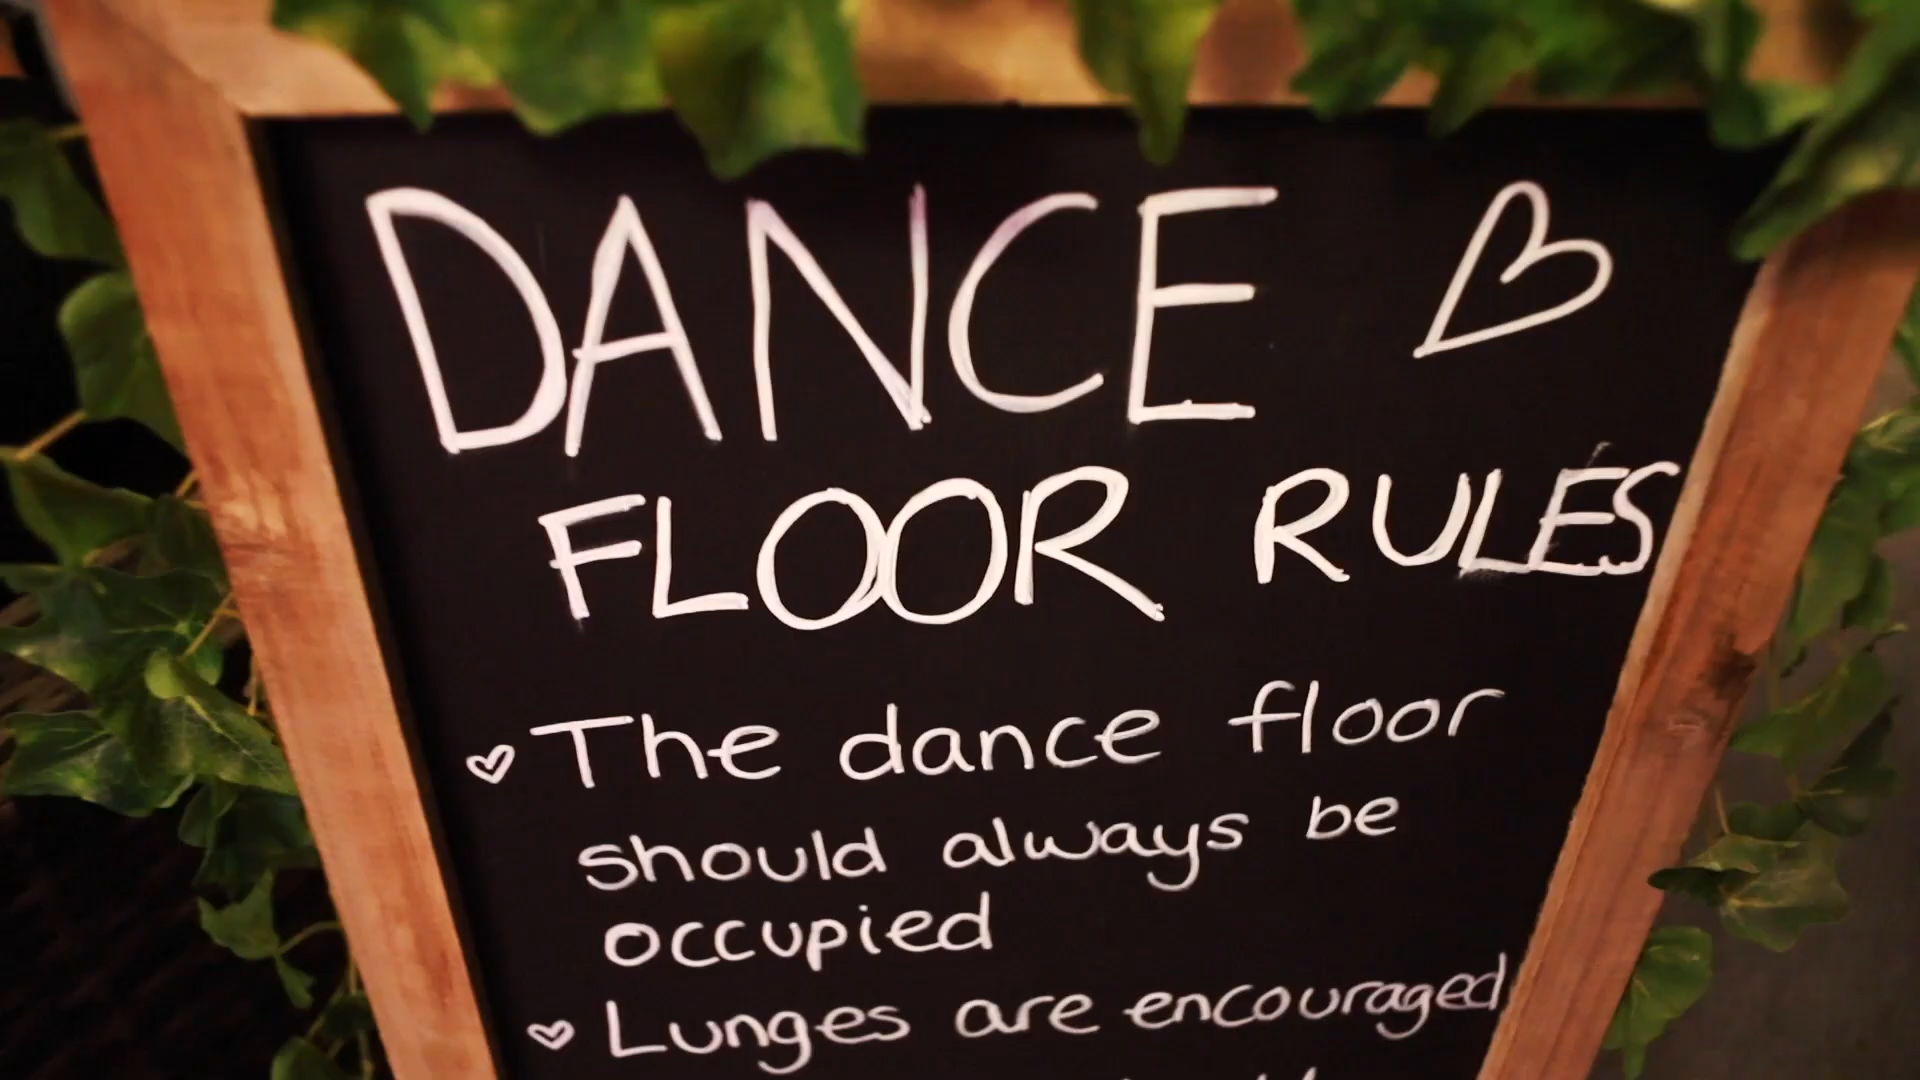 DANCE
FLOOR RULES
The dance floor
should always be
occupied
Lunges are encouraged